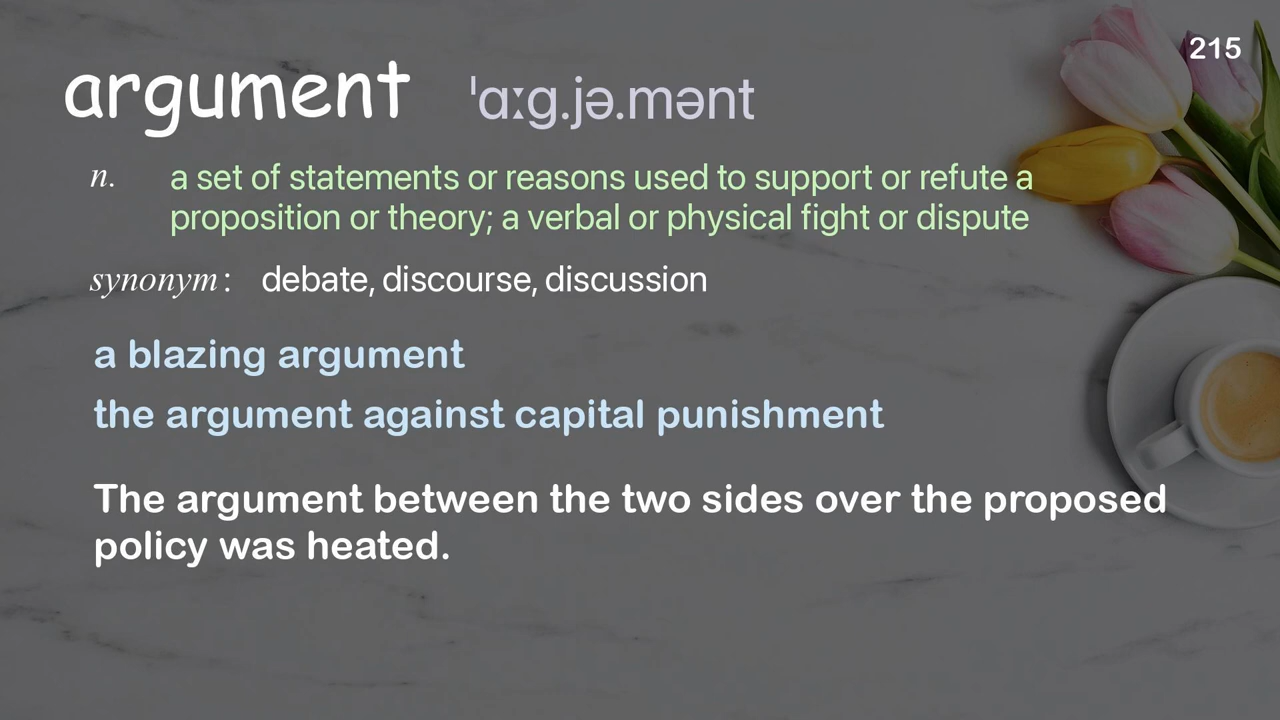 215
argument ˈɑːɡ.jə.mənt
n. a set of statements or reasons used to support or refute a
proposition or theory; a verbal or physical fight or dispute
synonym: debate, discourse, discussion
a blazing argument
the argument against capital punishment
The argument between the two sides over the proposed
policy was heated.